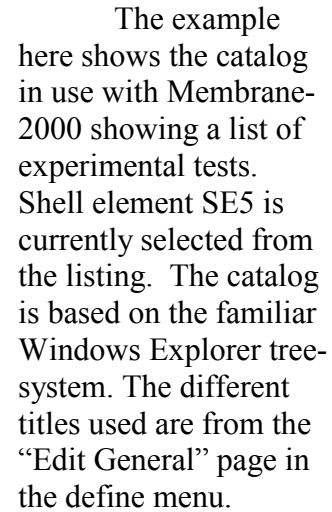 The example
here shows the catalog
in use with Membrane-
2000 showing a list of
experimental tests.
Shell element SE5 is
currently selected from
the listing.  The catalog
is based on the familiar
Windows Explorer tree-
system. The different
titles used are from the
“Edit General” page in
the define menu.